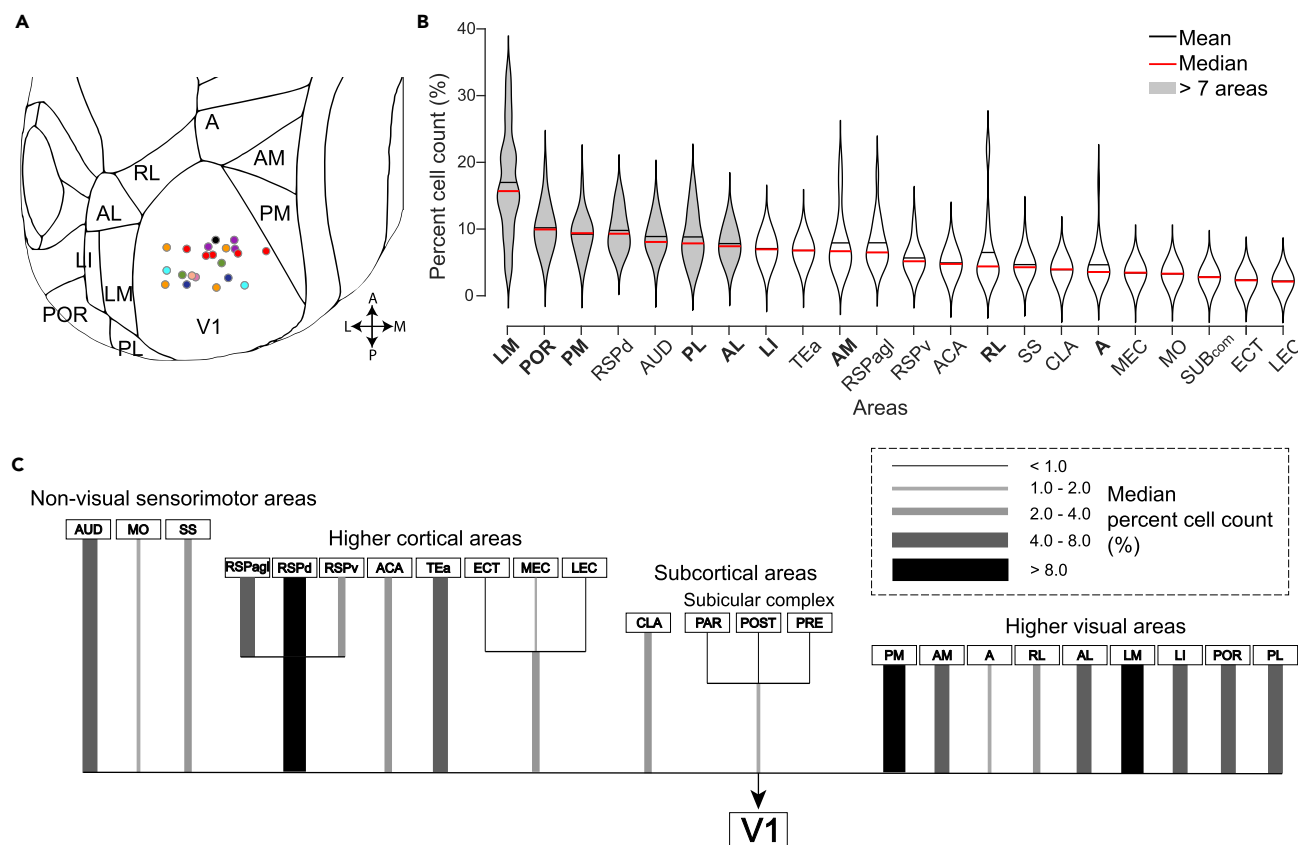 A
A
AM
RL
AL
PM
LI
LM
POR
V1
PL
A
L
M
P
B
Percent cell count (%)
40
30
20
10
0
Mean
Median
> 7 areas
LM
POR
PM
RSPd
AUD
PL
AL
LI
TEa
AM
RSPagl
RSPv
ACA
RL
SS
CLA
A
MEC
MO
SUBcom
ECT
LEC
Areas
C
Non-visual sensorimotor areas
AUD MO SS
Higher cortical areas
RSPagl RSPd RSPv ACA TEa ECT MEC LEC
Subcortical areas
Subicular complex
CLA PAR POST PRE
Higher visual areas
PM AM A RL AL LM LI POR PL
< 1.0
1.0 - 2.0
2.0 - 4.0
4.0 - 8.0
> 8.0
Median
percent cell count
(%)
V1